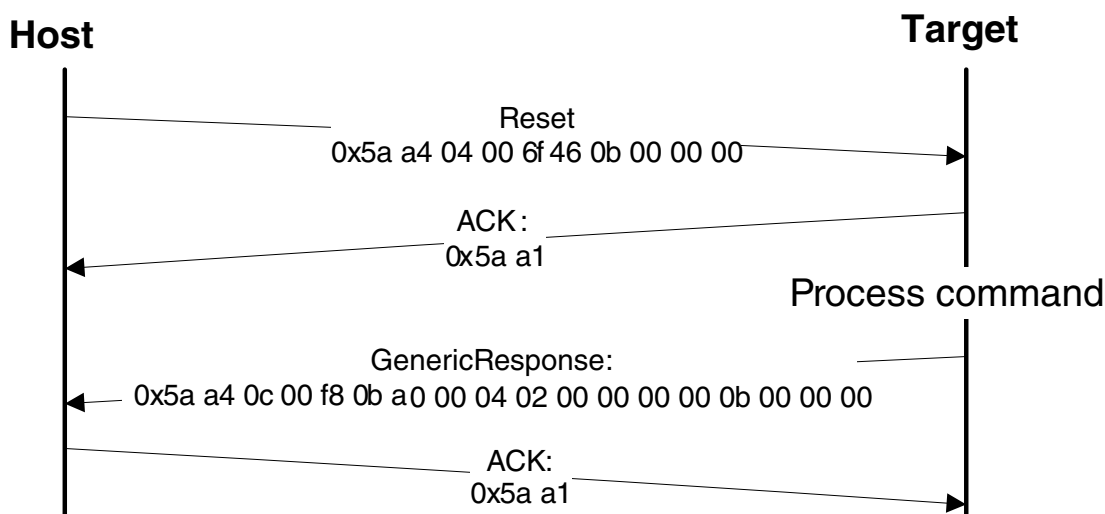 Host
Target
Reset
0x5a a4 04 00 6f 46 0b 00 00 00
ACK:
0x5a a1
Process command
GenericResponse:
0x5a a4 0c 00 f8 0b a0 00 04 02 00 00 00 00 0b 00 00 00
ACK:
0x5a a1